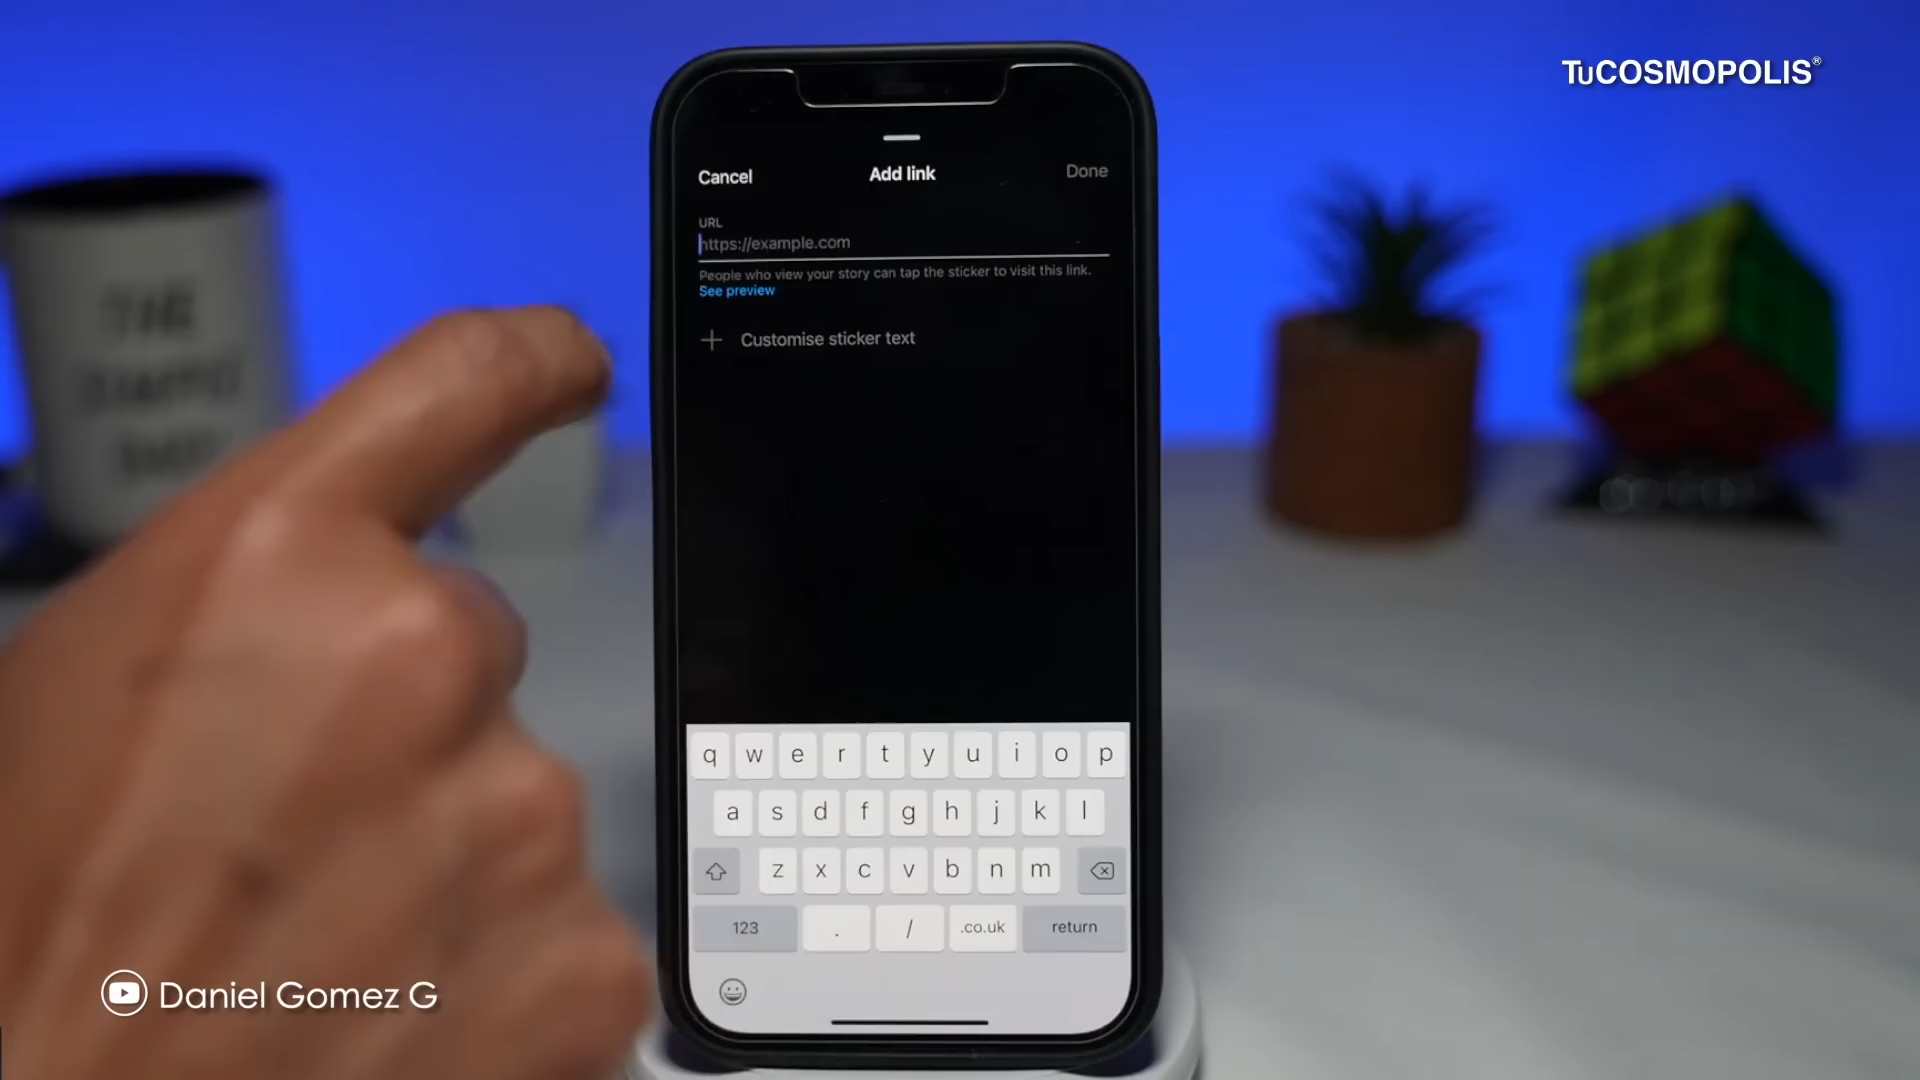 TuCOSMOPOLIS®
Cancel Add link Done
URL
https://example.com
People who view your story can tap the sticker to visit this link.
See preview
+ Customise sticker text
THE
q w e r t y u i o p
a s d f g h j k l
z x c v b n m
123 . / .co.uk return
Daniel Gomez G